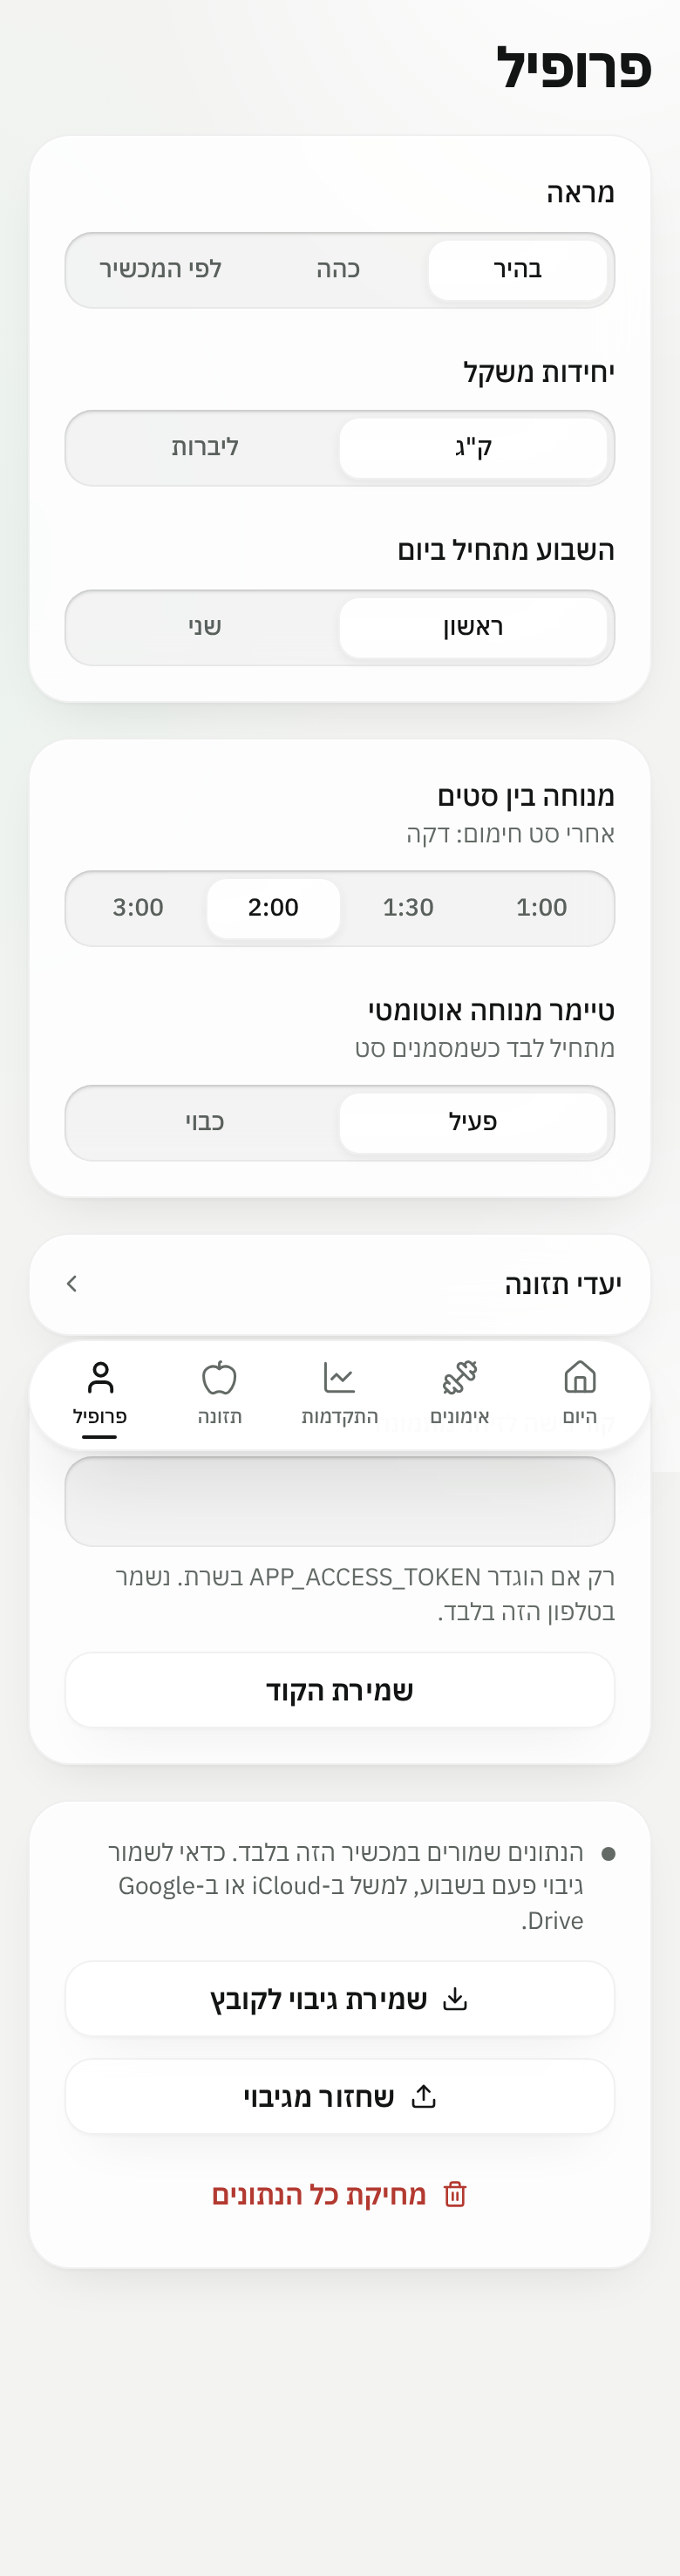 פרופיל
מראה
בהיר
כהה
לפי המכשיר
יחידות משקל
ק"ג
ליברות
השבוע מתחיל ביום
ראשון
שני
מנוחה בין סטים
אחרי סט חימום: דקה
1:00
1:30
2:00
3:00
טיימר מנוחה אוטומטי
מתחיל לבד כשמסמנים סט
פעיל
כבוי
יעדי תזונה
היום
אימונים
התקדמות
תזונה
פרופיל
רק אם הוגדר APP_ACCESS_TOKEN בשרת. נשמר
בטלפון הזה בלבד.
שמירת הקוד
הנתונים שמורים במכשיר הזה בלבד. כדאי לשמור
גיבוי פעם בשבוע, למשל ב-iCloud או ב-Google
Drive.
שמירת גיבוי לקובץ
שחזור מגיבוי
מחיקת כל הנתונים